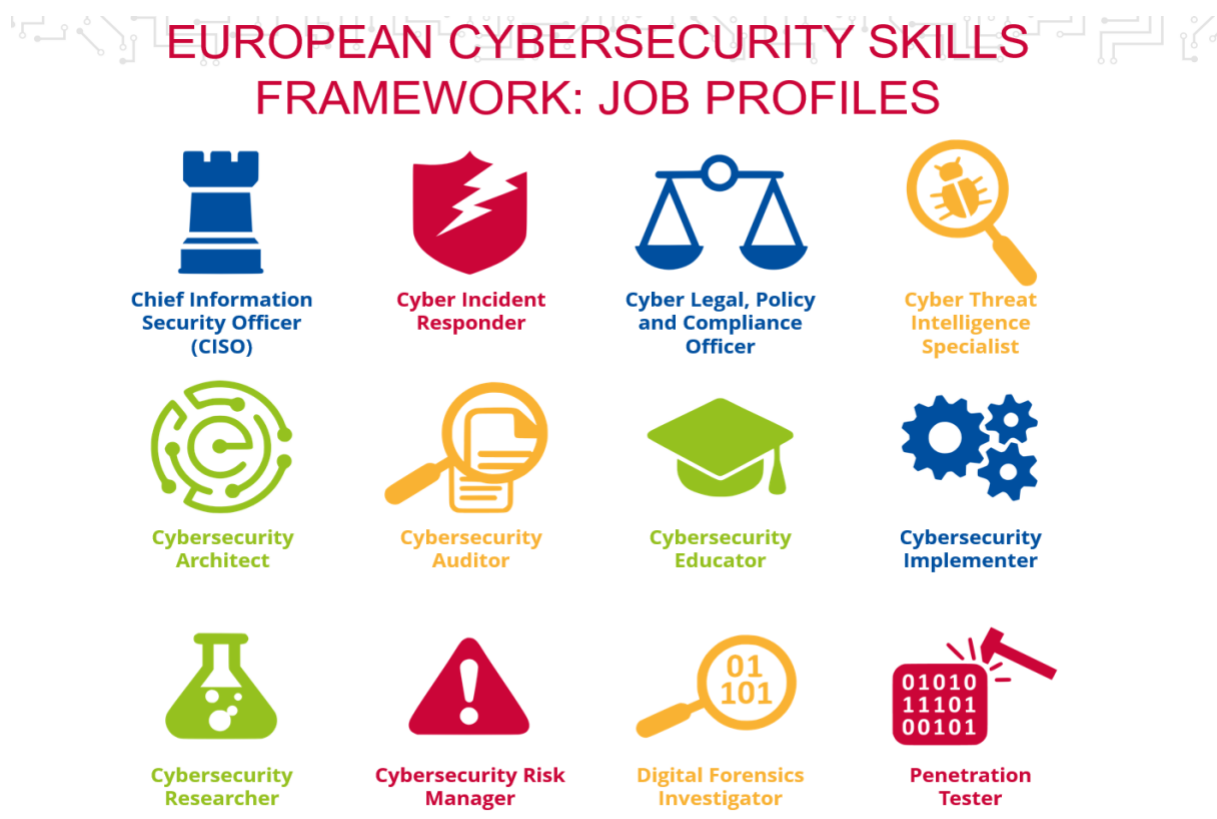 EUROPEAN CYBERSECURITY SKILLS
FRAMEWORK: JOB PROFILES
Chief Information
Security Officer
(CISO)
Cyber Incident
Responder
Cyber Legal, Policy
and Compliance
Officer
Cyber Threat
Intelligence
Specialist
Cybersecurity
Architect
Cybersecurity
Auditor
Cybersecurity
Educator
Cybersecurity
Implementer
Cybersecurity
Researcher
Cybersecurity Risk
Manager
01
101
Digital Forensics
Investigator
01010
11101
00101
Penetration
Tester